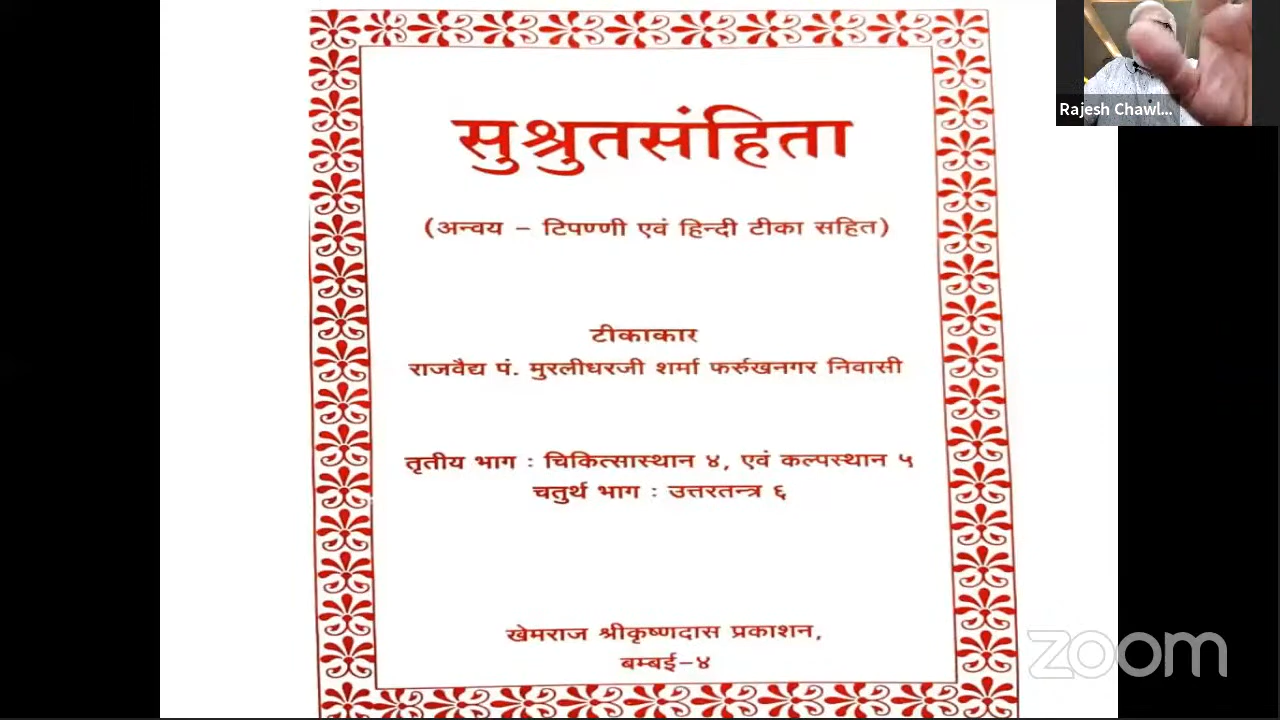 सुश्रुतसंहिता
(अन्वय - टिपण्णी एवं हिन्दी टीका सहित)
टीकाकार
राजवैद्य पं. मुरलीधरजी शर्मा फर्रुखनगर निवासी
तृतीय भाग : चिकित्सास्थान ४, एवं कल्पस्थान ५
चतुर्थ भाग : उत्तरतन्त्र ६
खेमराज श्रीकृष्णदास प्रकाशन,
बम्बई-४
Rajesh Chawl...
zoom